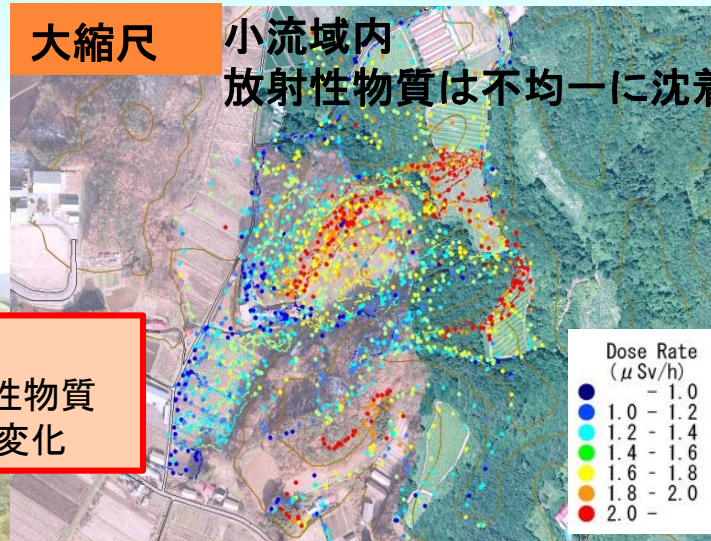 大縮尺
小流域内
放射性物質は不均一に沈着
性物質
変化
Dose Rate
(μSv/h)
- 1.0
1.0 - 1.2
1.2 - 1.4
1.4 - 1.6
1.6 - 1.8
1.8 - 2.0
2.0 -